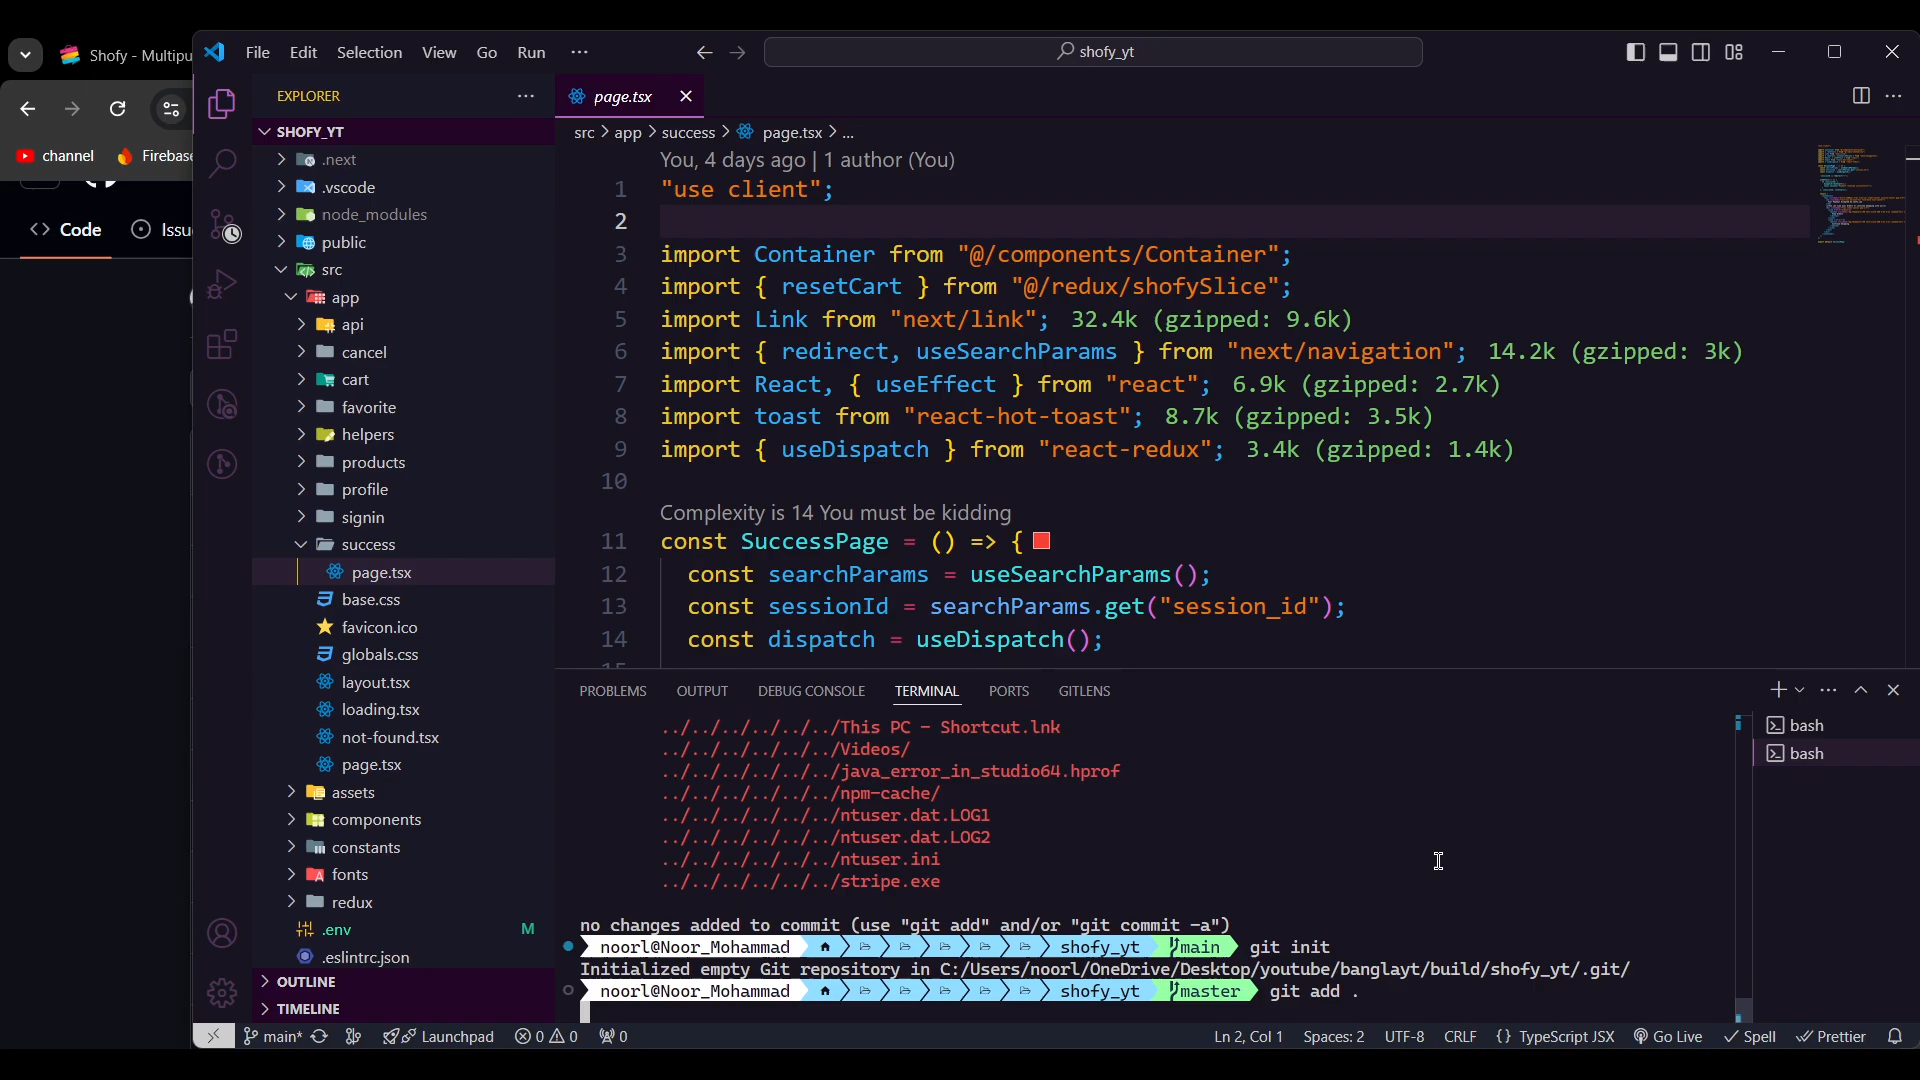 Shofy - Multipu
channel
Firebase
Code
Issu
File Edit Selection View Go Run ...
shofy_yt
EXPLORER
SHOFY_YT
.next
.vscode
node_modules
public
src
app
api
cancel
cart
favorite
helpers
products
profile
signin
success
page.tsx
base.css
favicon.ico
globals.css
layout.tsx
loading.tsx
not-found.tsx
page.tsx
assets
components
constants
fonts
redux
.env M
.eslintrc.json
OUTLINE
TIMELINE
page.tsx
src > app > success > page.tsx > ...
You, 4 days ago | 1 author (You)
1 "use client";
2
3 import Container from "@/components/Container";
4 import { resetCart } from "@/redux/shofySlice";
5 import Link from "next/link"; 32.4k (gzipped: 9.6k)
6 import { redirect, useSearchParams } from "next/navigation"; 14.2k (gzipped: 3k)
7 import React, { useEffect } from "react"; 6.9k (gzipped: 2.7k)
8 import toast from "react-hot-toast"; 8.7k (gzipped: 3.5k)
9 import { useDispatch } from "react-redux"; 3.4k (gzipped: 1.4k)
10
Complexity is 14 You must be kidding
11 const SuccessPage = () => {
12 const searchParams = useSearchParams();
13 const sessionId = searchParams.get("session_id");
14 const dispatch = useDispatch();
15
PROBLEMS OUTPUT DEBUG CONSOLE TERMINAL PORTS GITLENS
../../../../../../This PC - Shortcut.lnk
../../../../../../Videos/
../../../../../../java_error_in_studio64.hprof
../../../../../../npm-cache/
../../../../../../ntuser.dat.LOG1
../../../../../../ntuser.dat.LOG2
../../../../../../ntuser.ini
../../../../../../stripe.exe
no changes added to commit (use "git add" and/or "git commit -a")
noorl@Noor_Mohammad shofy_yt main git init
Initialized empty Git repository in C:/Users/noorl/OneDrive/Desktop/youtube/banglayt/build/shofy_yt/.git/
noorl@Noor_Mohammad shofy_yt master git add .
bash
bash
main* Launchpad 0 0 0 Ln 2, Col 1 Spaces: 2 UTF-8 CRLF {} TypeScript JSX Go Live Spell Prettier